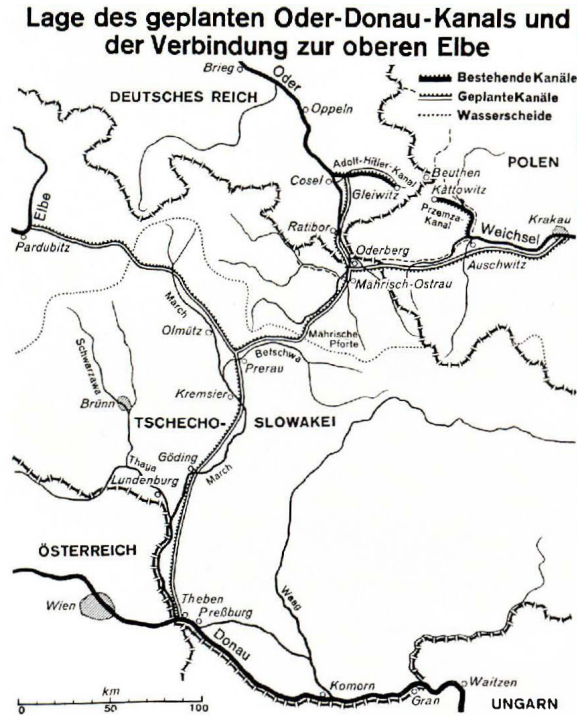 Lage des geplanten Oder-Donau-Kanals und
der Verbindung zur oberen Elbe
Brieg
Oder
Bestehende Kanäle
DEUTSCHES REICH
Geplante Kanäle
Oppeln
Wasserscheide
Adolf-Hitler-Kanal
Beuthen
POLEN
Cosel
Gleiwitz
Kattowitz
Elbe
Przemza-
Kanal
Krakau
Ratibor
Weichsel
Pardubitz
Oderberg
Auschwitz
Mährisch-Ostrau
March
Olmütz
Mährische
Pforte
Betschwa
Schwarzawa
Prerau
Kremsier
Brünn
TSCHECHO-
SLOWAKEI
Göding
Thaya
March
Lundenburg
ÖSTERREICH
Waag
Wien
Theben
Preßburg
Donau
Komorn
Waitzen
km
Gran
0 50 100
UNGARN